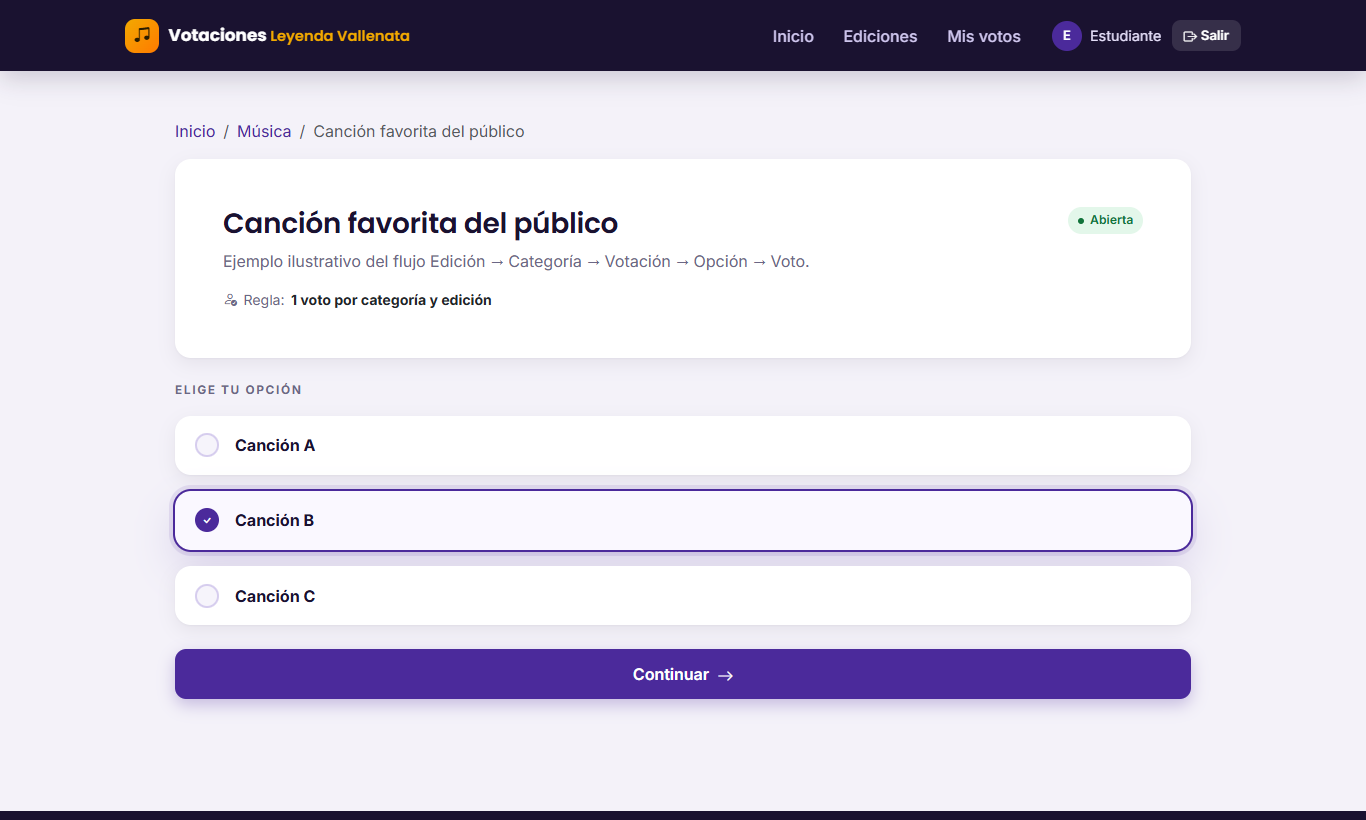 Votaciones Leyenda Vallenata
Inicio
Ediciones
Mis votos
E
Estudiante
Salir
Inicio / Música / Canción favorita del público
Canción favorita del público
Abierta
Ejemplo ilustrativo del flujo Edición → Categoría → Votación → Opción → Voto.
Regla: 1 voto por categoría y edición
ELIGE TU OPCIÓN
Canción A
Canción B
Canción C
Continuar →